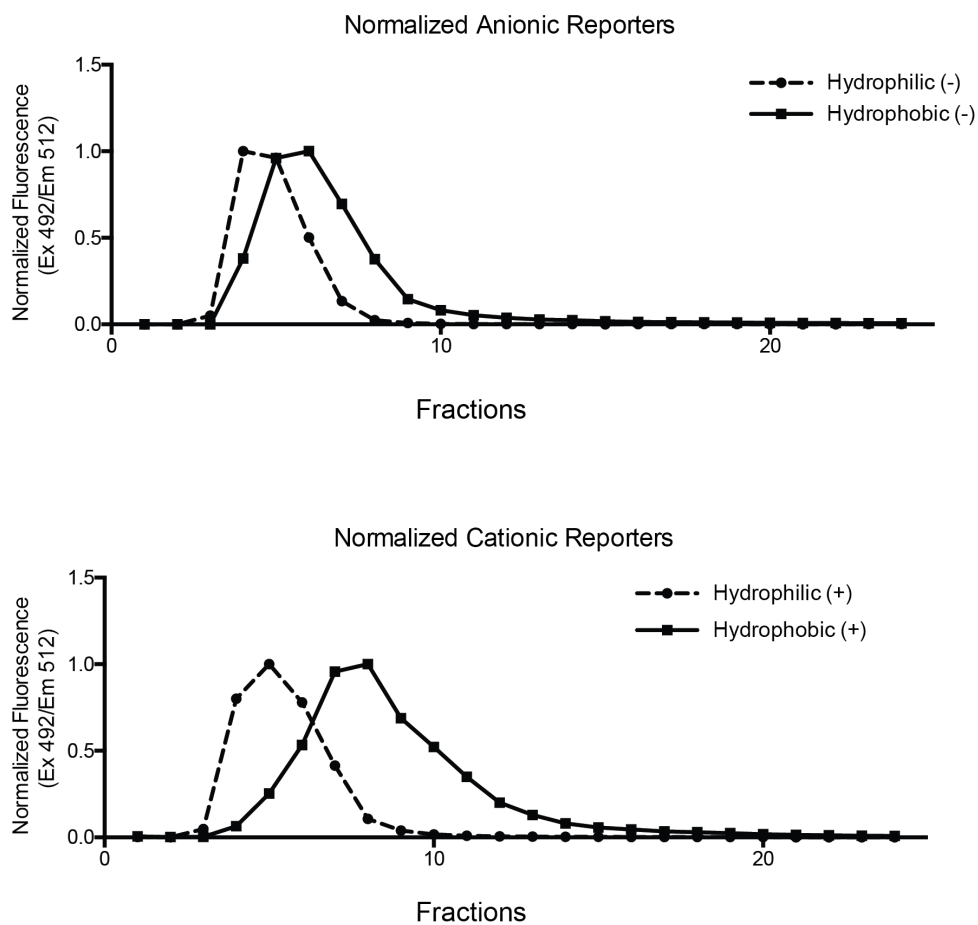 Normalized Anionic Reporters
Normalized Fluorescence
(Ex 492/Em 512)
1.5
1.0
0.5
0.0
0
10
20
Hydrophilic (-)
Hydrophobic (-)
Fractions
Normalized Cationic Reporters
Normalized Fluorescence
(Ex 492/Em 512)
1.5
1.0
0.5
0.0
0
10
20
Hydrophilic (+)
Hydrophobic (+)
Fractions